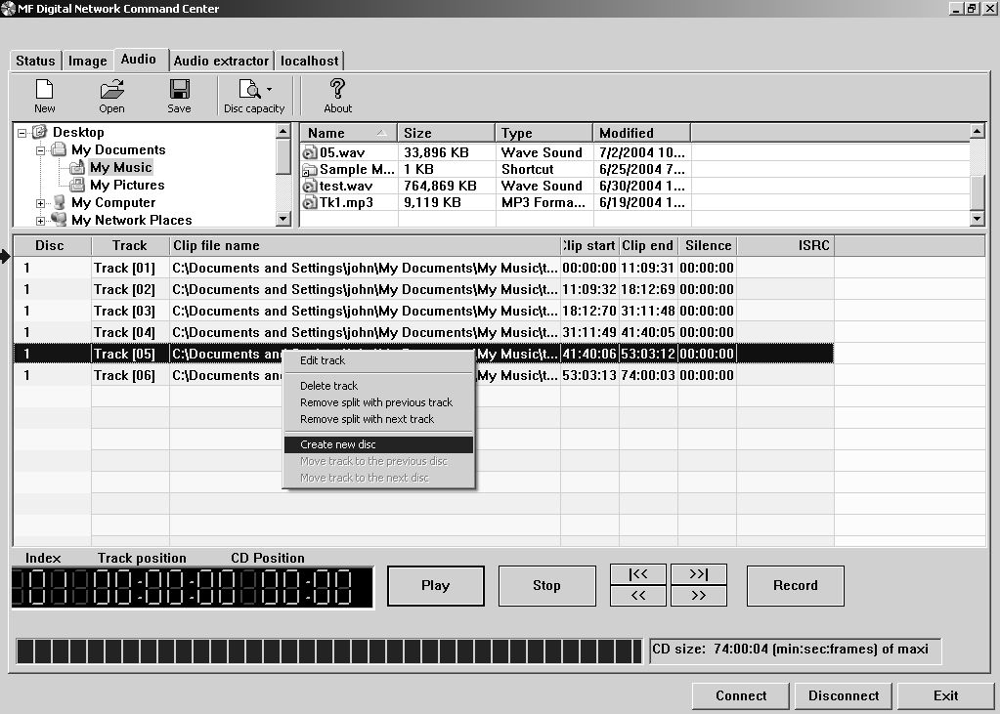 MF Digital Network Command Center
Status Image Audio Audio extractor localhost
New Open Save Disc capacity About
Desktop
My Documents
My Music
My Pictures
My Computer
My Network Places
Name Size Type Modified
05.wav 33,896 KB Wave Sound 7/2/2004 10...
Sample M... 1 KB Shortcut 6/25/2004 7...
test.wav 764,869 KB Wave Sound 6/30/2004 1...
Tk1.mp3 9,119 KB MP3 Forma... 6/19/2004 1...
Disc Track Clip file name Clip start Clip end Silence ISRC
1 Track [01] C:\Documents and Settings\john\My Documents\My Music\t... 00:00:00 11:09:31 00:00:00
1 Track [02] C:\Documents and Settings\john\My Documents\My Music\t... 11:09:32 18:12:69 00:00:00
1 Track [03] C:\Documents and Settings\john\My Documents\My Music\t... 18:12:70 31:11:48 00:00:00
1 Track [04] C:\Documents and Settings\john\My Documents\My Music\t... 31:11:49 41:40:05 00:00:00
1 Track [05] C:\Documents and My Music\t... 41:40:06 53:03:12 00:00:00
1 Track [06] C:\Documents and My Music\t... 53:03:13 74:00:03 00:00:00
Edit track
Delete track
Remove split with previous track
Remove split with next track
Create new disc
Move track to the previous disc
Move track to the next disc
Index Track position CD Position
00:00:00 00:00
Play Stop |<< >>| Record
<< >>
CD size: 74:00:04 (min:sec:frames) of maxi
Connect Disconnect Exit